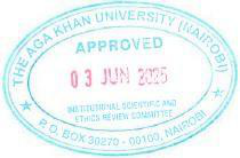 THE AGA KHAN UNIVERSITY (NAIROBI)
APPROVED
03 JUN 2025
INSTITUTIONAL SCIENTIFIC AND
ETHICS REVIEW COMMITTEE
P. O. BOX 30270 - 00100, NAIROBI